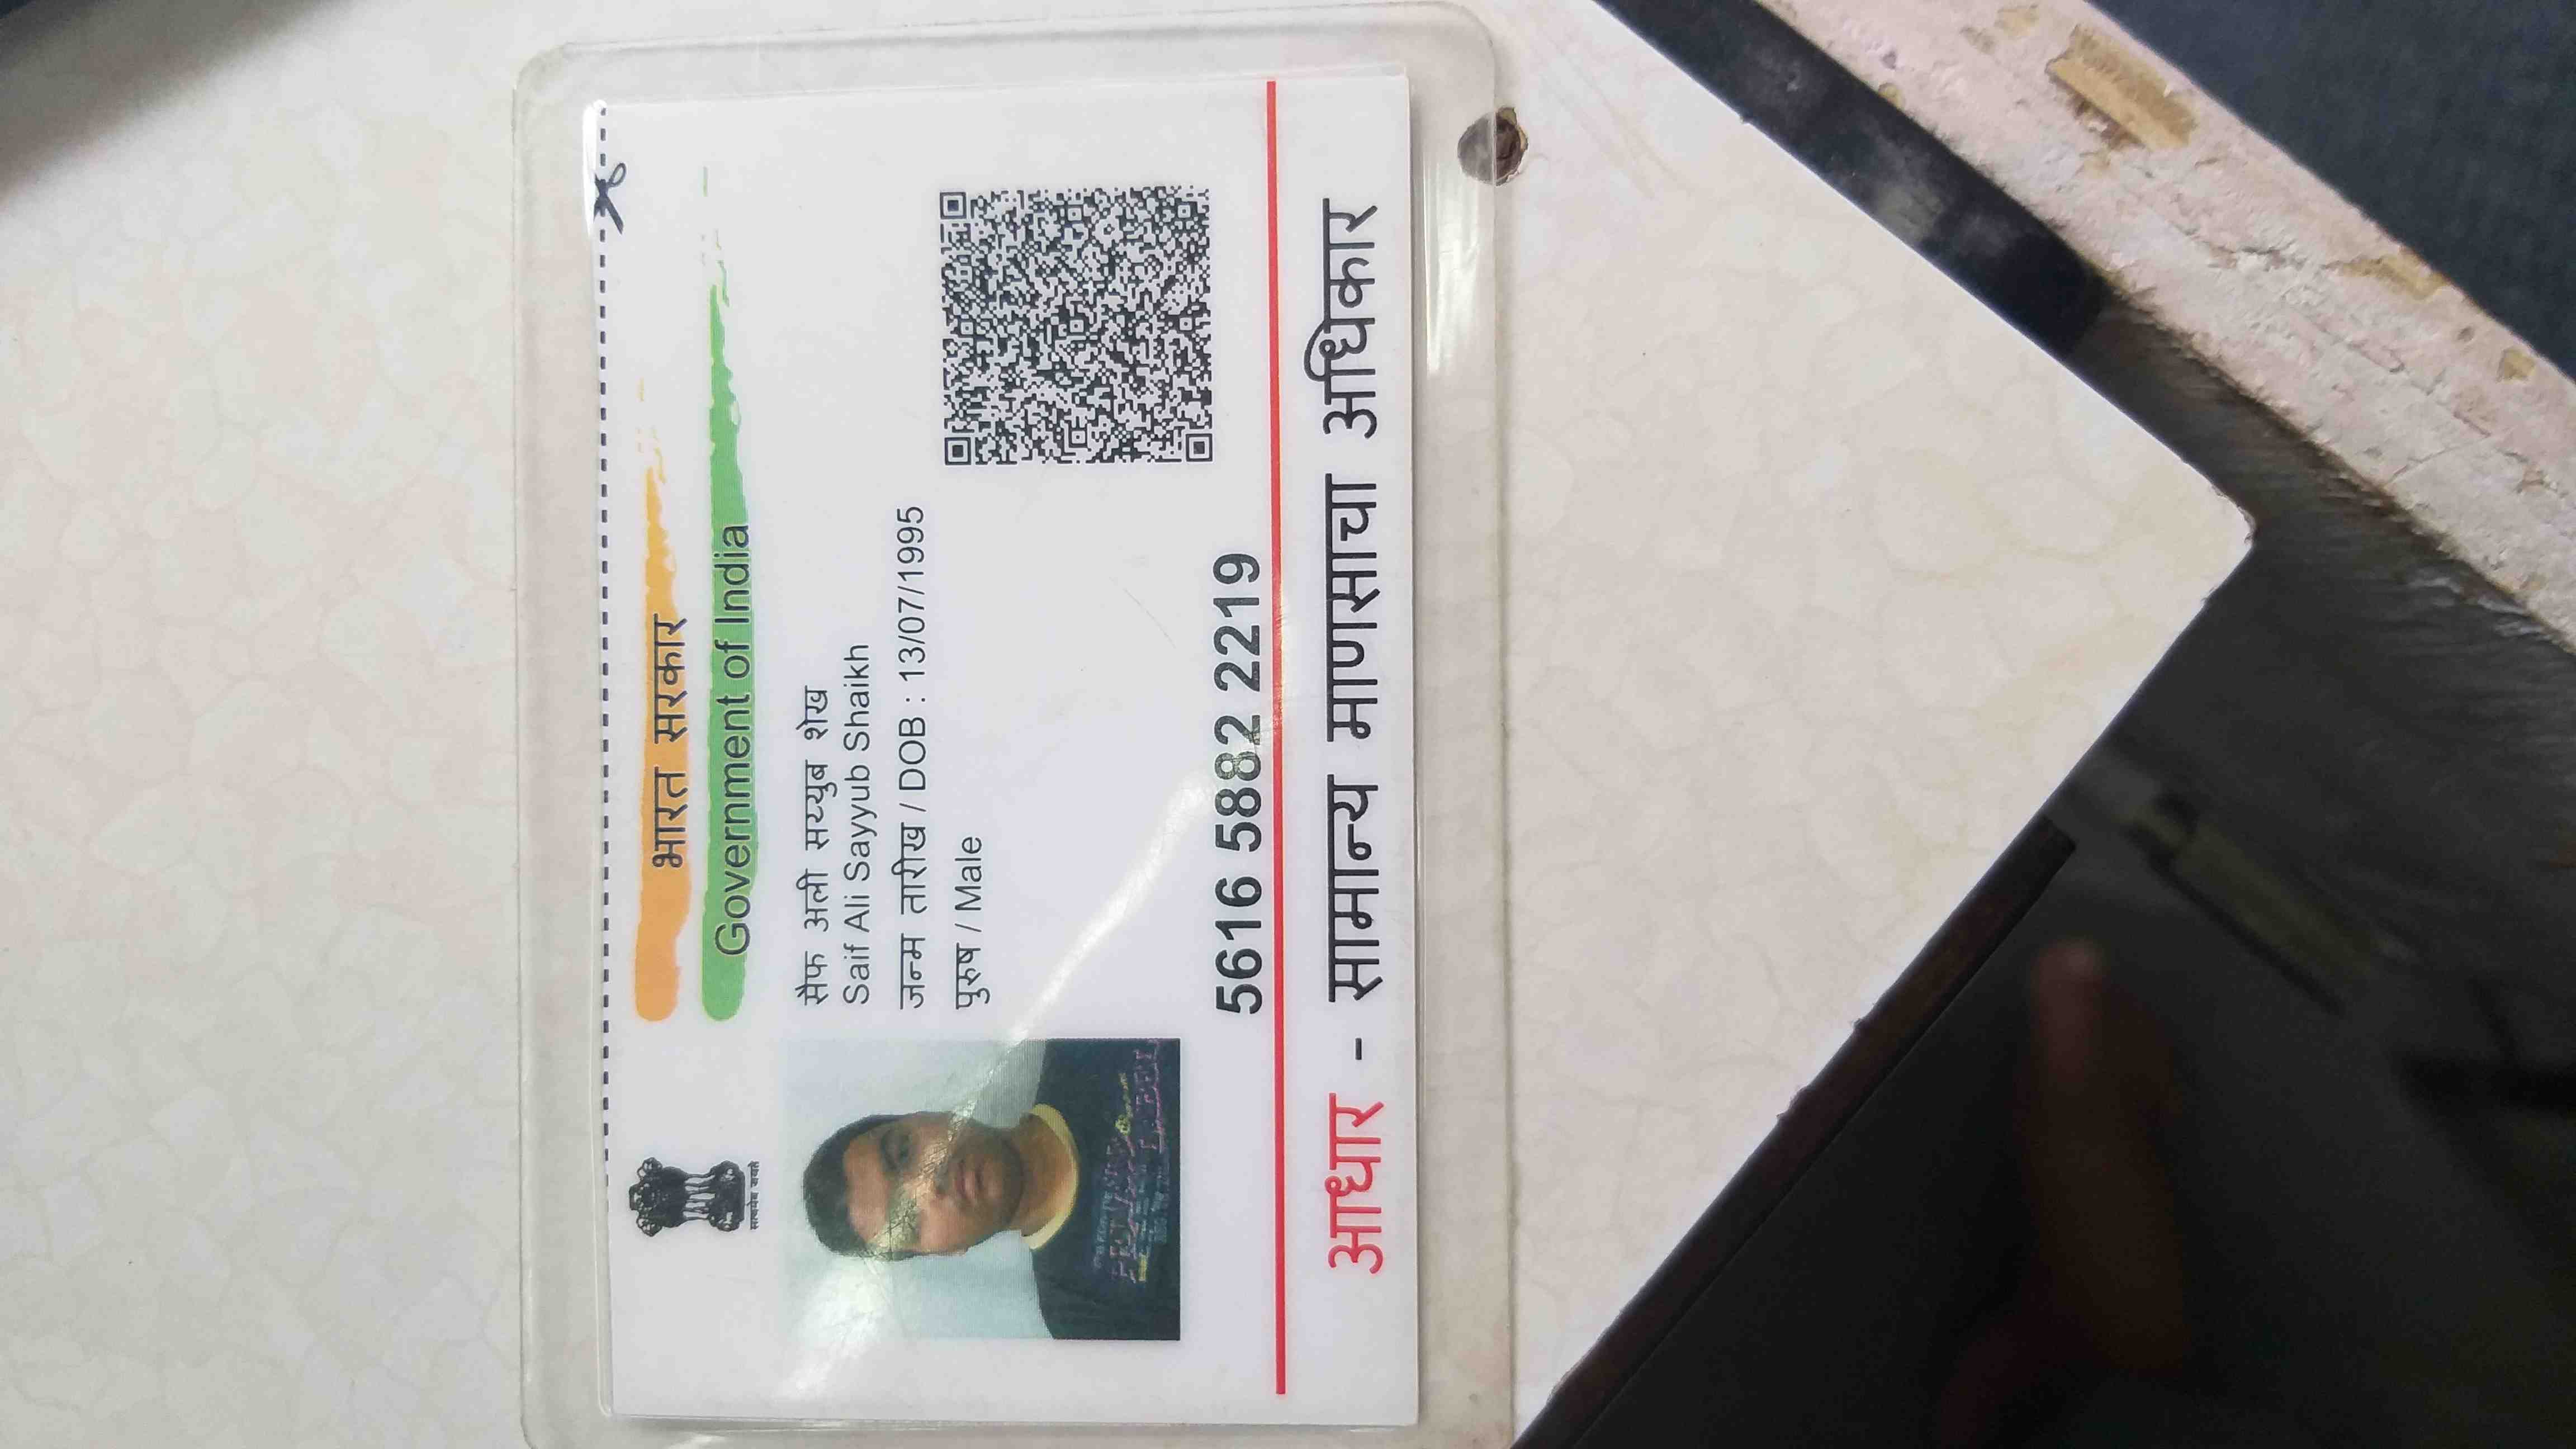 भारत सरकार
Government of India
सत्यमेव जयते
सैफ अली सय्युब शेख
Saif Ali Sayyub Shaikh
जन्म तारीख / DOB : 13/07/1995
पुरुष / Male
5616 5882 2219
आधार - सामान्य माणसाचा अधिकार